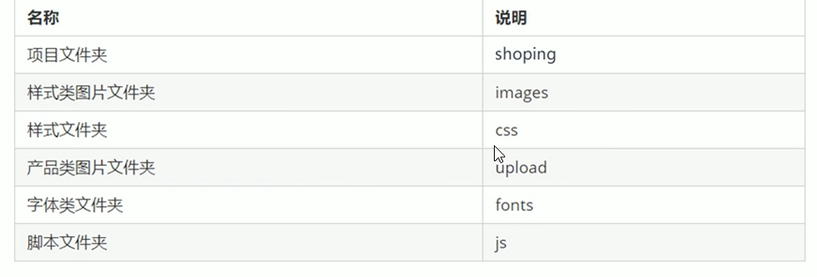 名称 说明
项目文件夹 shoping
样式类图片文件夹 images
样式文件夹 css
产品类图片文件夹 upload
字体类文件夹 fonts
脚本文件夹 js